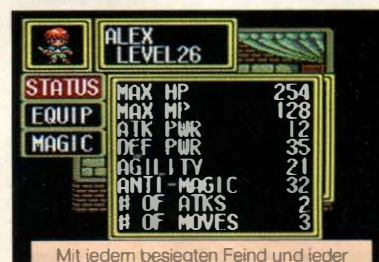 ALEX
LEVEL26
STATUS
EQUIP
MAGIC
MAX HP 254
MAX MP 128
ATK PWR 12
DEF PWR 35
AGILITY 21
ANTI-MAGIC 32
# OF ATKS 2
# OF MOVES 3
Mit jedem besiegten Feind und jeder